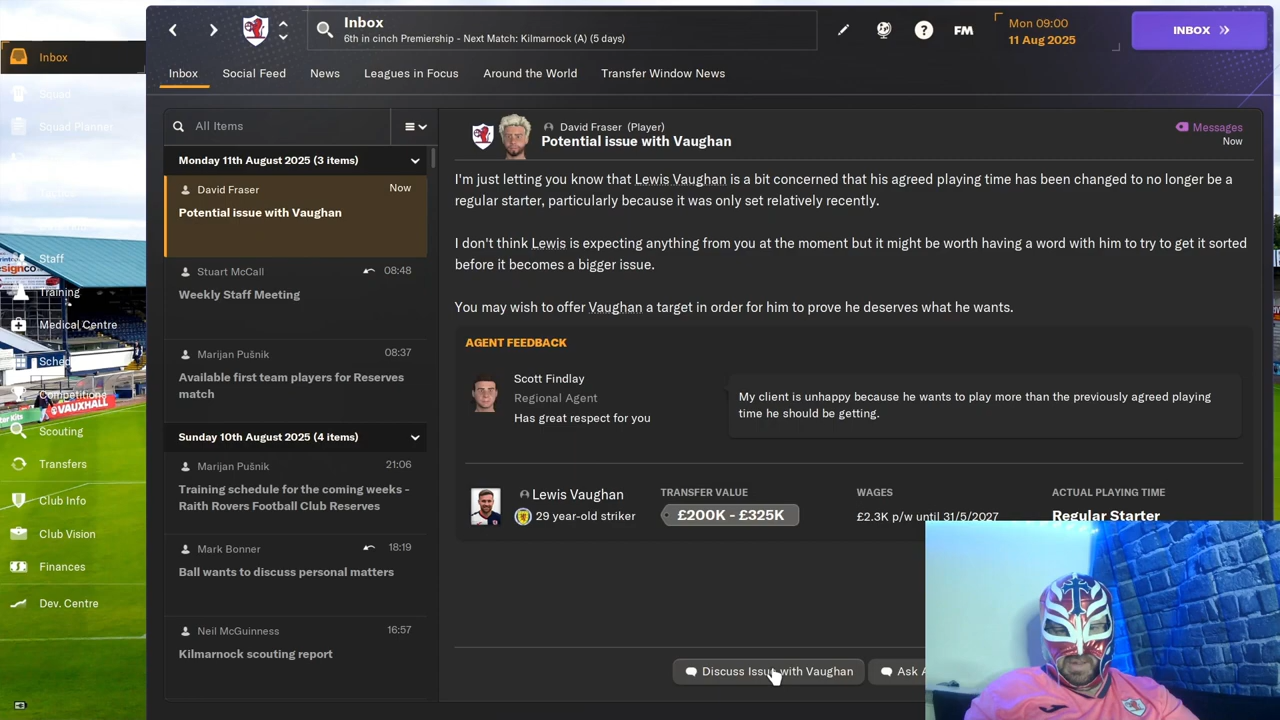 Inbox
6th in cinch Premiership - Next Match: Kilmarnock (A) (5 days)
FM
Mon 09:00
11 Aug 2025
INBOX
Inbox
Social Feed
News
Leagues in Focus
Around the World
Transfer Window News
Inbox
Squad
Squad Planner
Staff
Training
Medical Centre
Sched
Competitions
Scouting
Transfers
Club Info
Club Vision
Finances
Dev. Centre
VAUXHALL
All Items
Monday 11th August 2025 (3 items)
David Fraser
Now
Potential issue with Vaughan
Stuart McCall
08:48
Weekly Staff Meeting
Marijan Pušnik
08:37
Available first team players for Reserves
match
Sunday 10th August 2025 (4 items)
Marijan Pušnik
21:06
Training schedule for the coming weeks -
Raith Rovers Football Club Reserves
Mark Bonner
18:19
Ball wants to discuss personal matters
Neil McGuinness
16:57
Kilmarnock scouting report
David Fraser (Player)
Potential issue with Vaughan
Messages
Now
I'm just letting you know that Lewis Vaughan is a bit concerned that his agreed playing time has been changed to no longer be a
regular starter, particularly because it was only set relatively recently.
I don't think Lewis is expecting anything from you at the moment but it might be worth having a word with him to try to get it sorted
before it becomes a bigger issue.
You may wish to offer Vaughan a target in order for him to prove he deserves what he wants.
AGENT FEEDBACK
Scott Findlay
Regional Agent
Has great respect for you
My client is unhappy because he wants to play more than the previously agreed playing
time he should be getting.
Lewis Vaughan
29 year-old striker
TRANSFER VALUE
£200K - £325K
WAGES
£2.3K p/w until 31/5/2027
ACTUAL PLAYING TIME
Regular Starter
Discuss Issue with Vaughan
Ask A